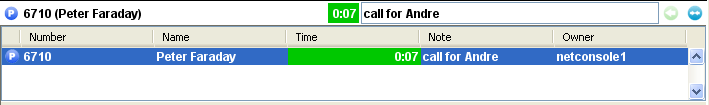 P 6710 (Peter Faraday) 0:07 call for Andre
Number Name Time Note Owner
P 6710 Peter Faraday 0:07 call for Andre netconsole1